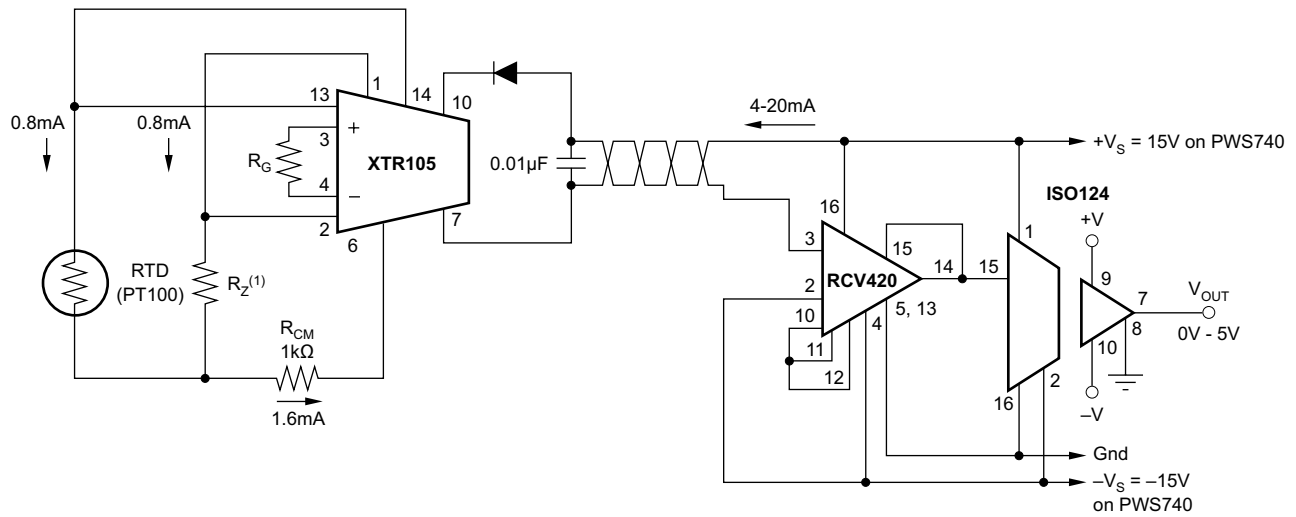 1
13
14
10
0.8mA
0.8mA
3
+
R_G
XTR105
0.01µF
4
–
2
6
7
RTD
(PT100)
R_Z^(1)
R_CM
1kΩ
1.6mA
4-20mA
+V_S = 15V on PWS740
ISO124
16
3
15
2
RCV420
14
15
10
5, 13
4
11
12
1
+V
9
7
8
10
V_OUT
0V - 5V
2
16
–V
Gnd
–V_S = –15V
on PWS740